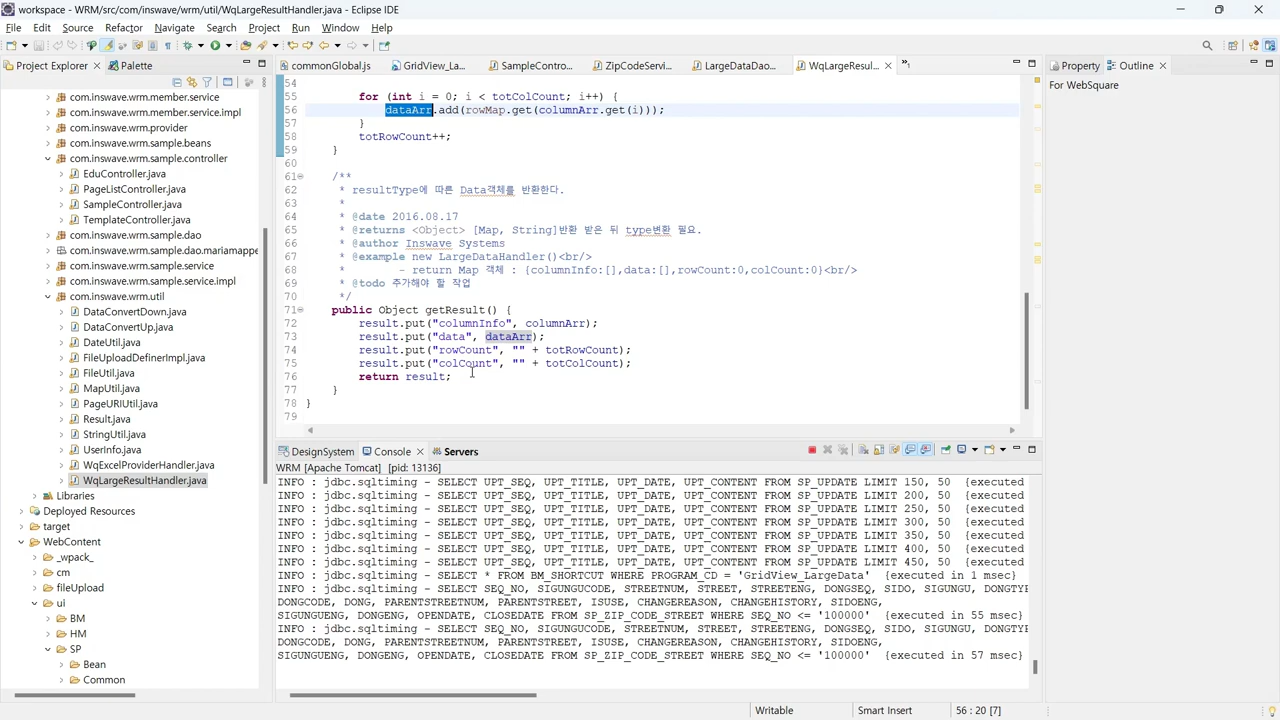 workspace - WRM/src/com/inswave/wrm/util/WqLargeResultHandler.java - Eclipse IDE
File Edit Source Refactor Navigate Search Project Run Window Help
Project Explorer Palette
commonGlobal.js GridView_La... SampleContro... ZipCodeServi... LargeDataDao... WqLargeResul...
Property Outline
For WebSquare
com.inswave.wrm.member.service
com.inswave.wrm.member.service.impl
com.inswave.wrm.provider
com.inswave.wrm.sample.beans
com.inswave.wrm.sample.controller
EduController.java
PageListController.java
SampleController.java
TemplateController.java
com.inswave.wrm.sample.dao
com.inswave.wrm.sample.dao.mariamappe
com.inswave.wrm.sample.service
com.inswave.wrm.sample.service.impl
com.inswave.wrm.util
DataConvertDown.java
DataConvertUp.java
DateUtil.java
FileUploadDefinerImpl.java
FileUtil.java
MapUtil.java
PageURIUtil.java
Result.java
StringUtil.java
UserInfo.java
WqExcelProviderHandler.java
WqLargeResultHandler.java
Libraries
Deployed Resources
target
WebContent
_wpack_
cm
fileUpload
ui
BM
HM
SP
Bean
Common
54
55 for (int i = 0; i < totColCount; i++) {
56 dataArr.add(rowMap.get(columnArr.get(i)));
57 }
58 totRowCount++;
59 }
60
61 /**
62 * resultType에 따른 Data객체를 반환한다.
63 *
64 * @date 2016.08.17
65 * @returns <Object> [Map, String]반환 받은 뒤 type변환 필요.
66 * @author Inswave Systems
67 * @example new LargeDataHandler()<br/>
68 * - return Map 객체 : {columnInfo:[],data:[],rowCount:0,colCount:0}<br/>
69 * @todo 추가해야 할 작업
70 */
71 public Object getResult() {
72 result.put("columnInfo", columnArr);
73 result.put("data", dataArr);
74 result.put("rowCount", "" + totRowCount);
75 result.put("colCount", "" + totColCount);
76 return result;
77 }
78 }
79
DesignSystem Console Servers
WRM [Apache Tomcat] [pid: 13136]
INFO : jdbc.sqltiming - SELECT UPT_SEQ, UPT_TITLE, UPT_DATE, UPT_CONTENT FROM SP_UPDATE LIMIT 150, 50 {executed
INFO : jdbc.sqltiming - SELECT UPT_SEQ, UPT_TITLE, UPT_DATE, UPT_CONTENT FROM SP_UPDATE LIMIT 200, 50 {executed
INFO : jdbc.sqltiming - SELECT UPT_SEQ, UPT_TITLE, UPT_DATE, UPT_CONTENT FROM SP_UPDATE LIMIT 250, 50 {executed
INFO : jdbc.sqltiming - SELECT UPT_SEQ, UPT_TITLE, UPT_DATE, UPT_CONTENT FROM SP_UPDATE LIMIT 300, 50 {executed
INFO : jdbc.sqltiming - SELECT UPT_SEQ, UPT_TITLE, UPT_DATE, UPT_CONTENT FROM SP_UPDATE LIMIT 350, 50 {executed
INFO : jdbc.sqltiming - SELECT UPT_SEQ, UPT_TITLE, UPT_DATE, UPT_CONTENT FROM SP_UPDATE LIMIT 400, 50 {executed
INFO : jdbc.sqltiming - SELECT UPT_SEQ, UPT_TITLE, UPT_DATE, UPT_CONTENT FROM SP_UPDATE LIMIT 450, 50 {executed
INFO : jdbc.sqltiming - SELECT * FROM BM_SHORTCUT WHERE PROGRAM_CD = 'GridView_LargeData' {executed in 1 msec}
INFO : jdbc.sqltiming - SELECT SEQ_NO, SIGUNGUCODE, STREETNUM, STREET, STREETENG, DONGSEQ, SIDO, SIGUNGU, DONGTYP
DONGCODE, DONG, PARENTSTREETNUM, PARENTSTREET, ISUSE, CHANGEREASON, CHANGEHISTORY, SIDOENG,
SIGUNGUENG, DONGENG, OPENDATE, CLOSEDATE FROM SP_ZIP_CODE_STREET WHERE SEQ_NO <= '100000' {executed in 55 msec}
INFO : jdbc.sqltiming - SELECT SEQ_NO, SIGUNGUCODE, STREETNUM, STREET, STREETENG, DONGSEQ, SIDO, SIGUNGU, DONGTYP
DONGCODE, DONG, PARENTSTREETNUM, PARENTSTREET, ISUSE, CHANGEREASON, CHANGEHISTORY, SIDOENG,
SIGUNGUENG, DONGENG, OPENDATE, CLOSEDATE FROM SP_ZIP_CODE_STREET WHERE SEQ_NO <= '100000' {executed in 57 msec}
Writable Smart Insert 56 : 20 [7]